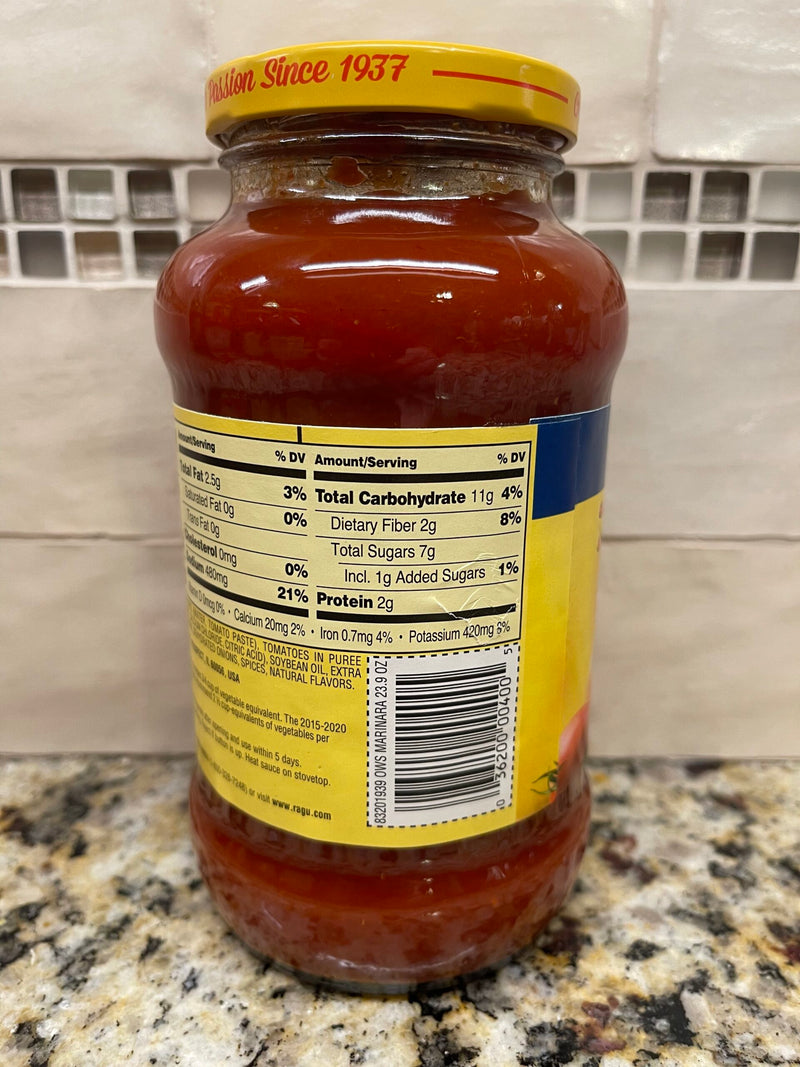 Passion Since 1937
Amount/Serving % DV
Total Fat 2.5g 3%
Saturated Fat 0g 0%
Trans Fat 0g
Cholesterol 0mg 0%
Sodium 480mg 21%
Amount/Serving % DV
Total Carbohydrate 11g 4%
Dietary Fiber 2g 8%
Total Sugars 7g
Incl. 1g Added Sugars 1%
Protein 2g
0mcg 0% • Calcium 20mg 2% • Iron 0.7mg 4% • Potassium 420mg 8%
TOMATO PASTE), TOMATOES IN PUREE
CITRIC ACID), SOYBEAN OIL, EXTRA
ONIONS, SPICES, NATURAL FLAVORS.
USA
of vegetable equivalent. The 2015-2020
cup-equivalents of vegetables per
opening and use within 5 days.
is up. Heat sauce on stovetop.
or visit www.ragu.com
83201939 OWS MARINARA 23.9 OZ
0 36200 00400 5